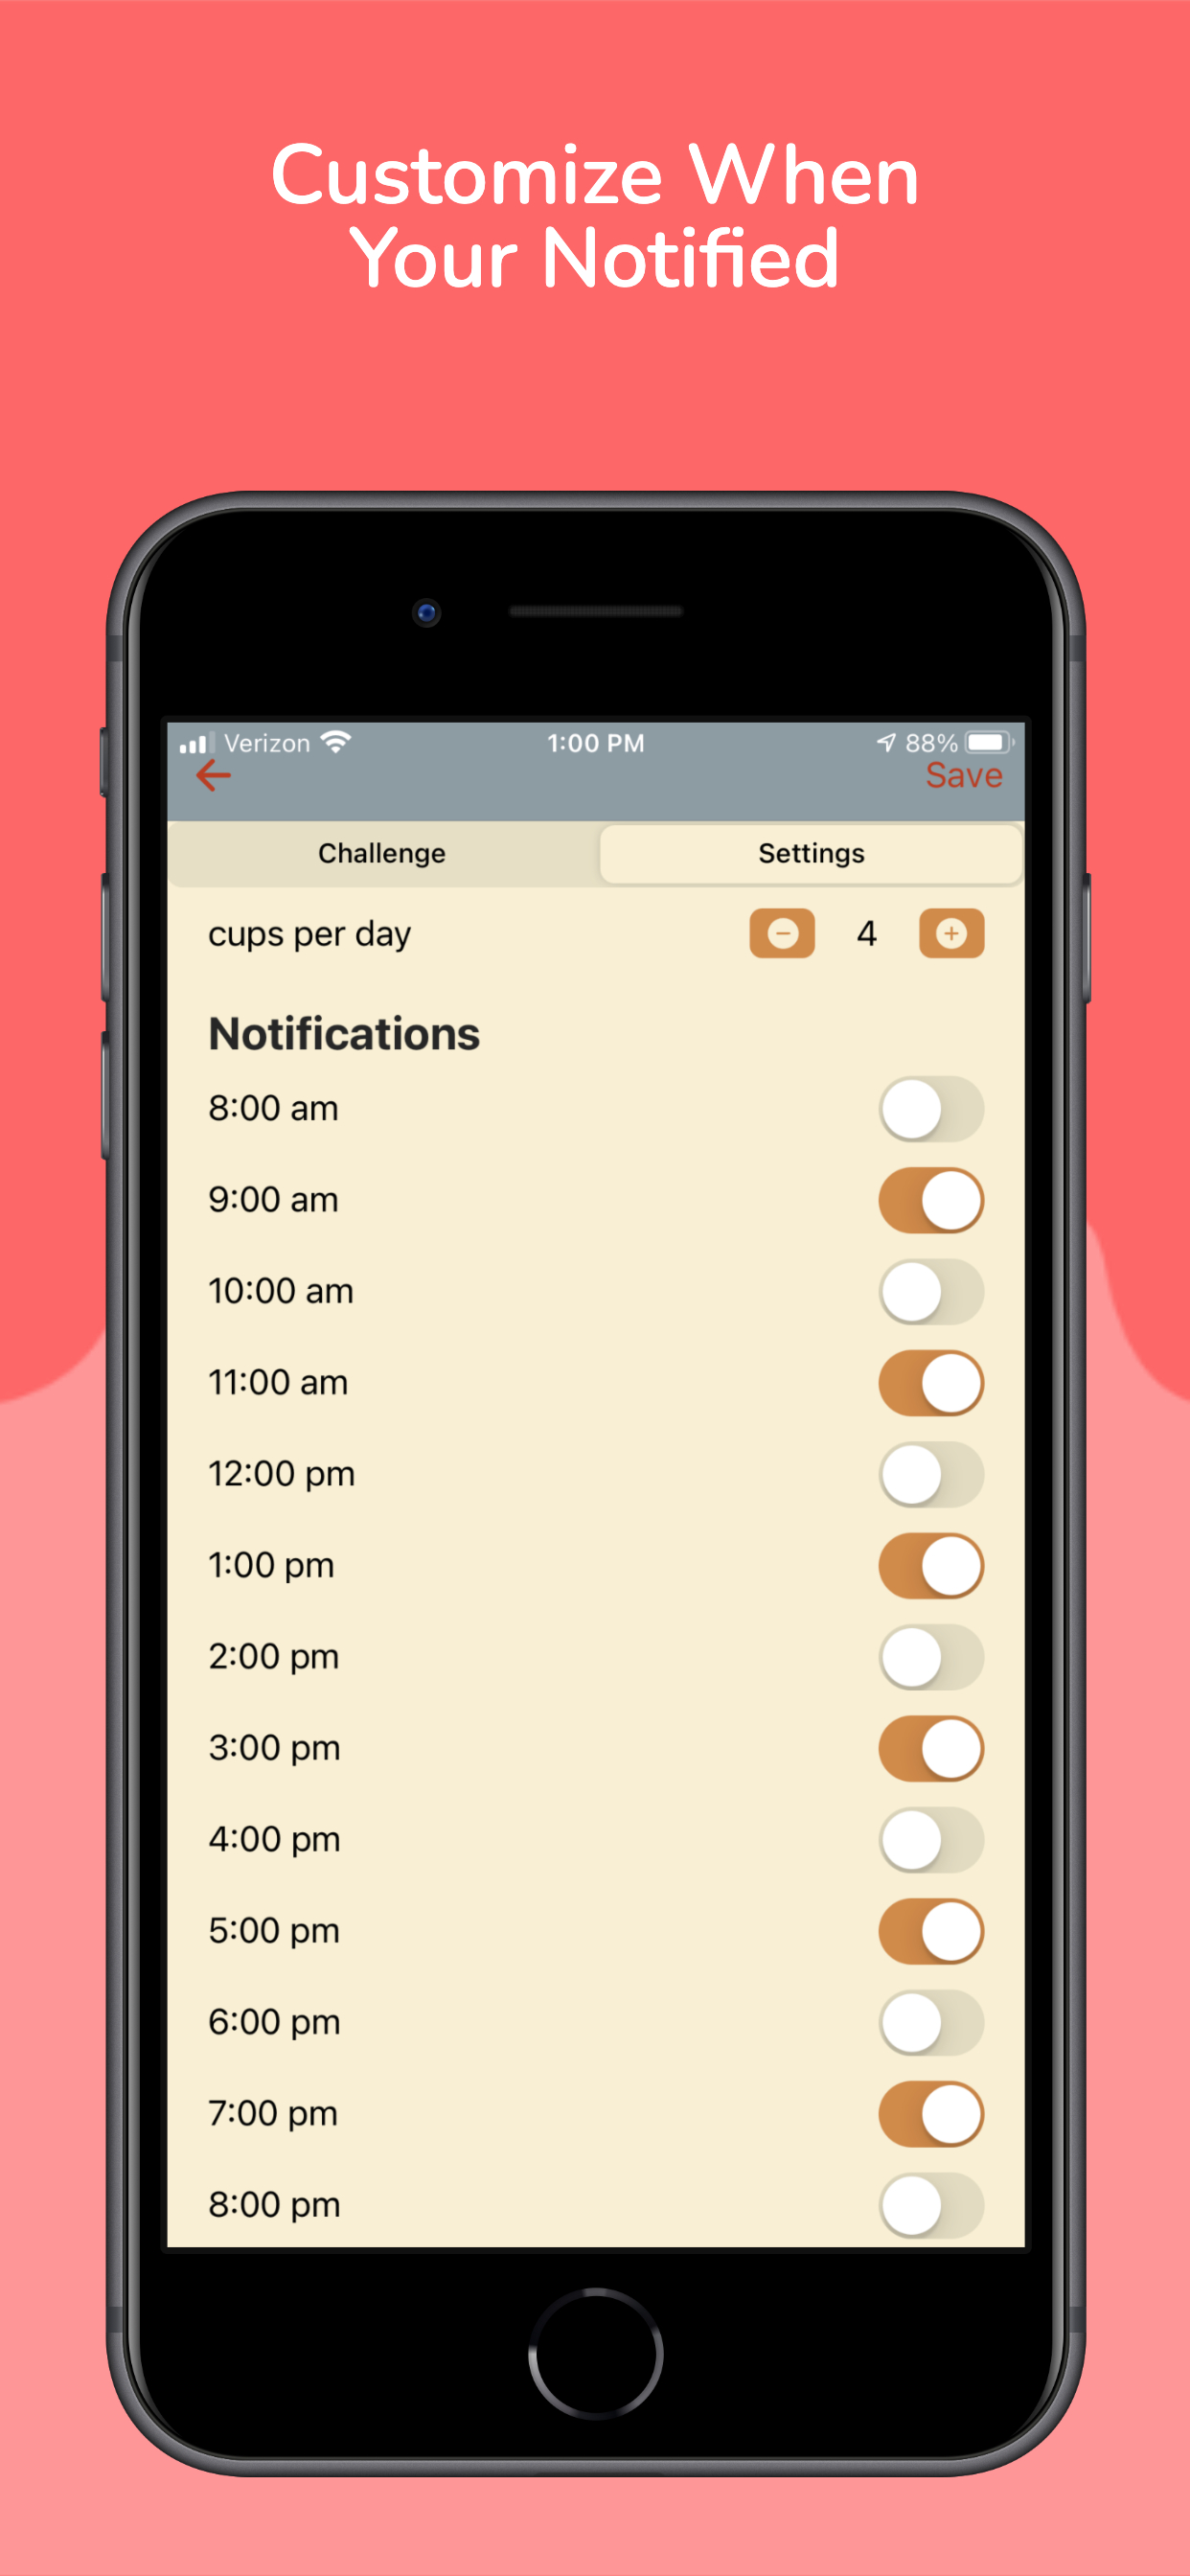 Customize When
Your Notified
Verizon 1:00 PM 88%
Save
Challenge Settings
cups per day 4
Notifications
8:00 am
9:00 am
10:00 am
11:00 am
12:00 pm
1:00 pm
2:00 pm
3:00 pm
4:00 pm
5:00 pm
6:00 pm
7:00 pm
8:00 pm